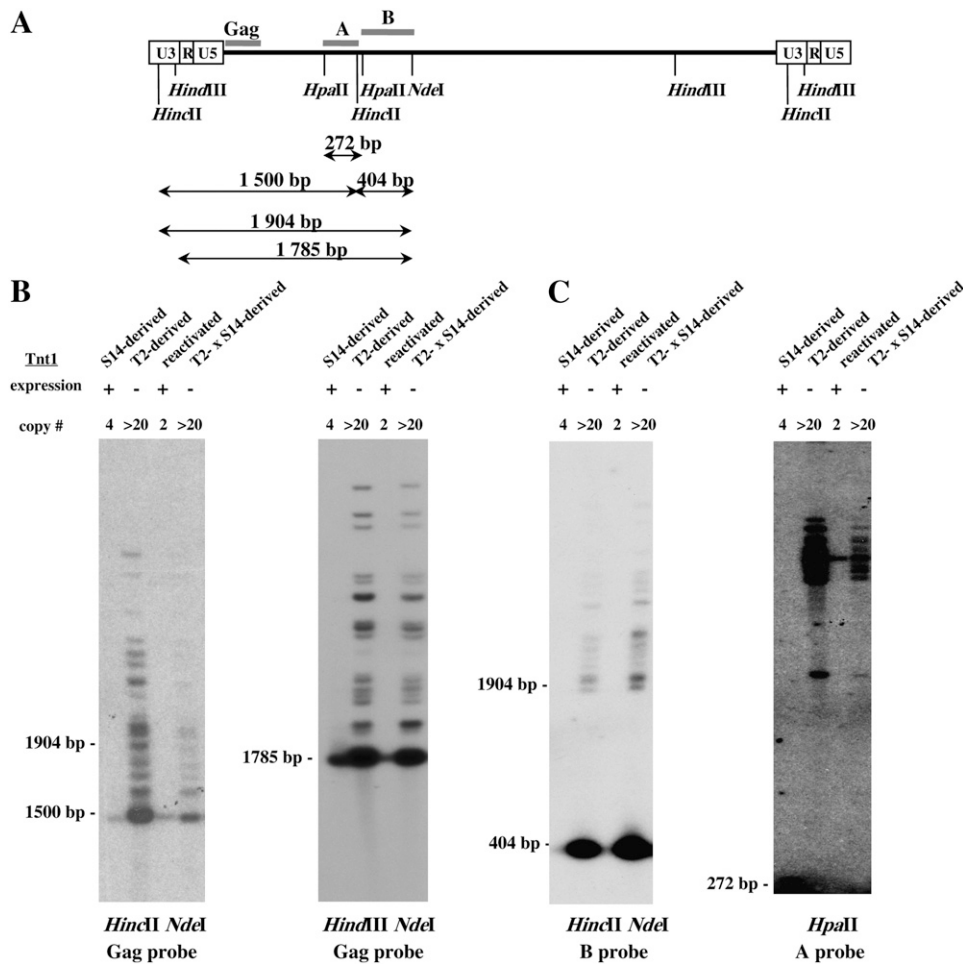 A
Gag
A
B
U3 R U5
U3 R U5
HindIII
HpaII
HpaII NdeI
HindIII
HindIII
HincII
HincII
HincII
272 bp
1 500 bp
404 bp
1 904 bp
1 785 bp
B
C
S14-derived
T2-derived
reactivated
T2- x S14-derived
S14-derived
T2-derived
reactivated
T2- x S14-derived
S14-derived
T2-derived
reactivated
T2- x S14-derived
S14-derived
T2-derived
reactivated
T2- x S14-derived
Tnt1
expression + - + - + - + - + - + - + - + -
copy # 4 >20 2 >20 4 >20 2 >20 4 >20 2 >20 4 >20 2 >20
1904 bp -
1500 bp -
1785 bp -
1904 bp -
404 bp -
272 bp -
HincII NdeI
Gag probe
HindIII NdeI
Gag probe
HincII NdeI
B probe
HpaII
A probe